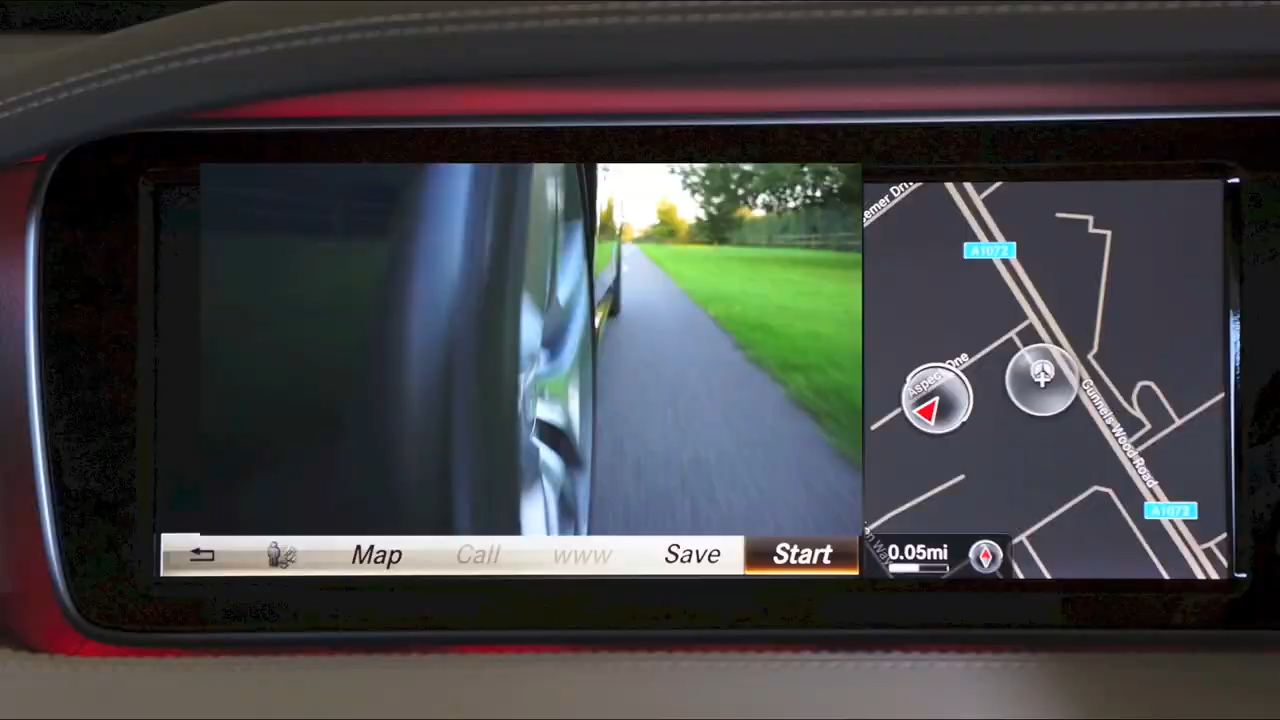 A1072
Aspect One
Gunnels Wood Road
A1072
0.05mi
Map
Call
www
Save
Start